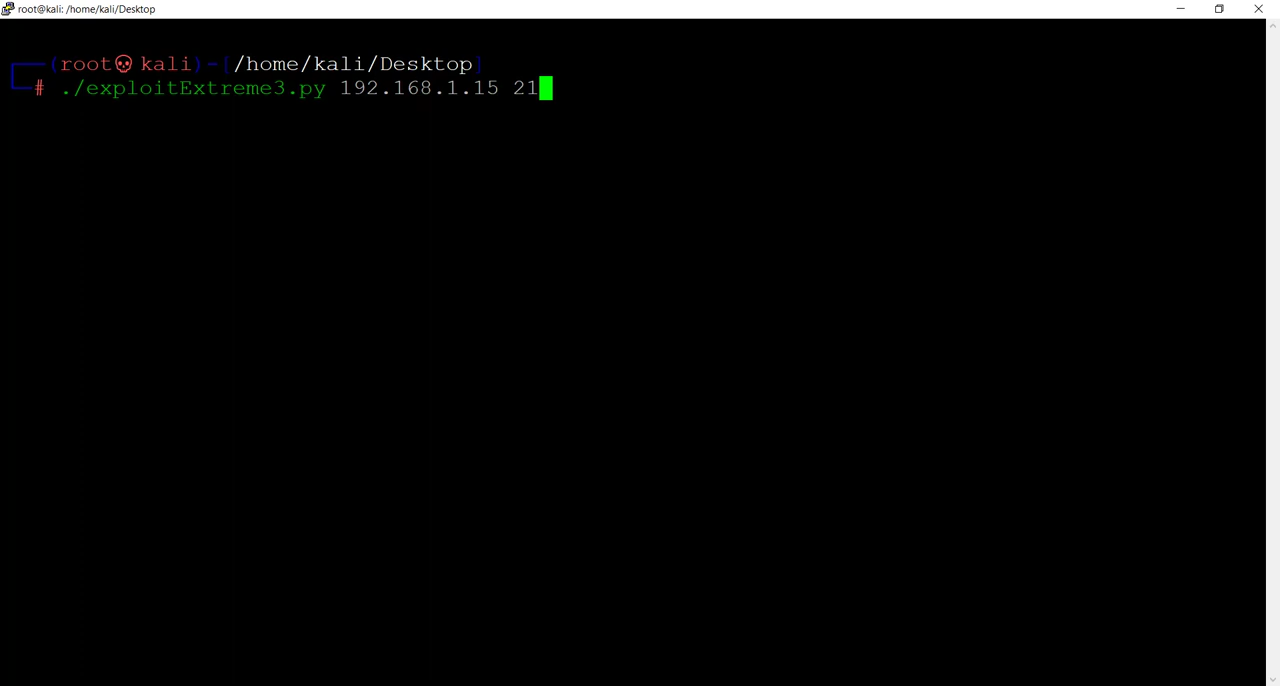 root@kali: /home/kali/Desktop
(root💀kali)-[/home/kali/Desktop]
# ./exploitExtreme3.py 192.168.1.15 21